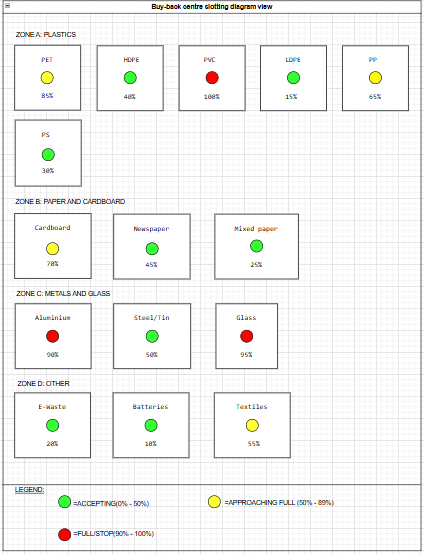 Buy-back centre slotting diagram view
ZONE A: PLASTICS
PET
85%
HDPE
40%
PVC
100%
LDPE
15%
PP
65%
PS
30%
ZONE B: PAPER AND CARDBOARD
Cardboard
70%
Newspaper
45%
Mixed paper
25%
ZONE C: METALS AND GLASS
Aluminium
90%
Steel/Tin
50%
Glass
95%
ZONE D: OTHER
E-Waste
20%
Batteries
10%
Textiles
55%
LEGEND:
=ACCEPTING(0% - 50%)
=APPROACHING FULL (50% - 89%)
=FULL/STOP(90% - 100%)